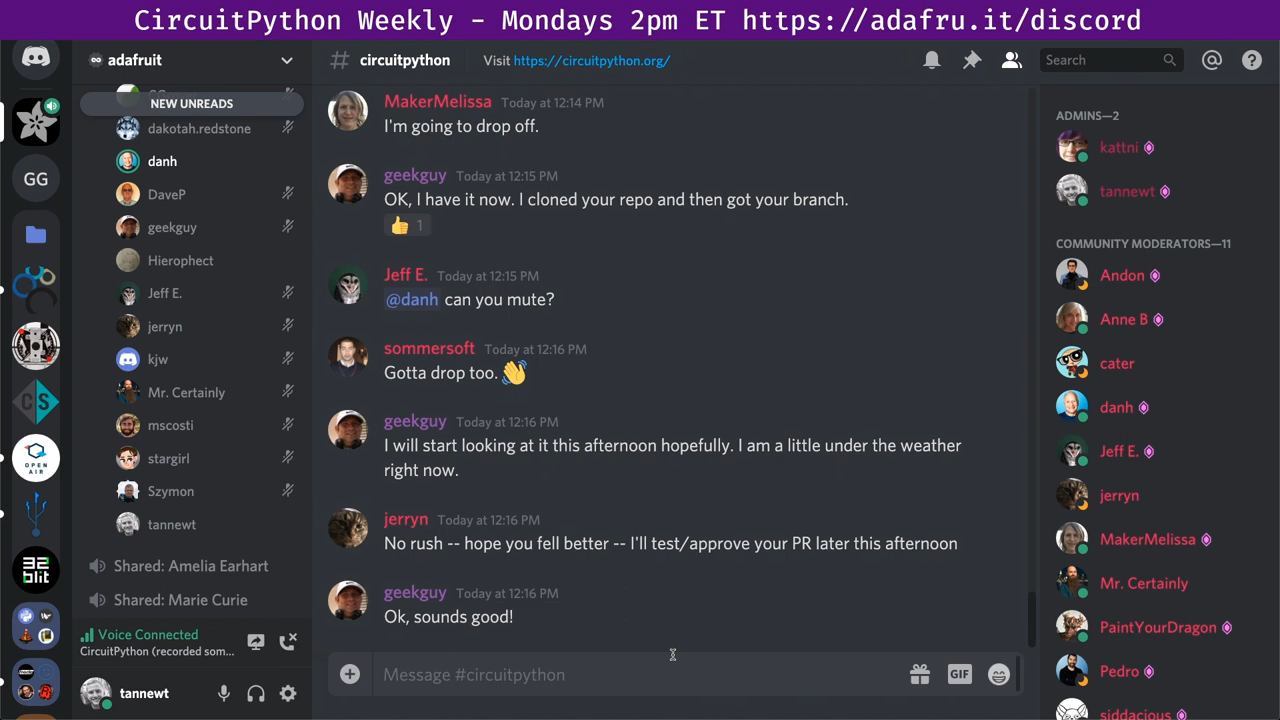 CircuitPython Weekly - Mondays 2pm ET https://adafru.it/discord
adafruit
# circuitpython
Visit https://circuitpython.org/
Search
NEW UNREADS
dakotah.redstone
danh
DaveP
geekguy
Hierophect
Jeff E.
jerryn
kjw
Mr. Certainly
mscosti
stargirl
Szymon
tannewt
Shared: Amelia Earhart
Shared: Marie Curie
Voice Connected
CircuitPython (recorded som...
tannewt
GG
32blit
OPEN AIR
CS
MakerMelissa Today at 12:14 PM
I'm going to drop off.
geekguy Today at 12:15 PM
OK, I have it now. I cloned your repo and then got your branch.
👍 1
Jeff E. Today at 12:15 PM
@danh can you mute?
sommersoft Today at 12:16 PM
Gotta drop too. 👋
geekguy Today at 12:16 PM
I will start looking at it this afternoon hopefully. I am a little under the weather
right now.
jerryn Today at 12:16 PM
No rush -- hope you fell better -- I'll test/approve your PR later this afternoon
geekguy Today at 12:16 PM
Ok, sounds good!
Message #circuitpython
GIF
ADMINS—2
kattni
tannewt
COMMUNITY MODERATORS—11
Andon
Anne B
cater
danh
Jeff E.
jerryn
MakerMelissa
Mr. Certainly
PaintYourDragon
Pedro
siddacious